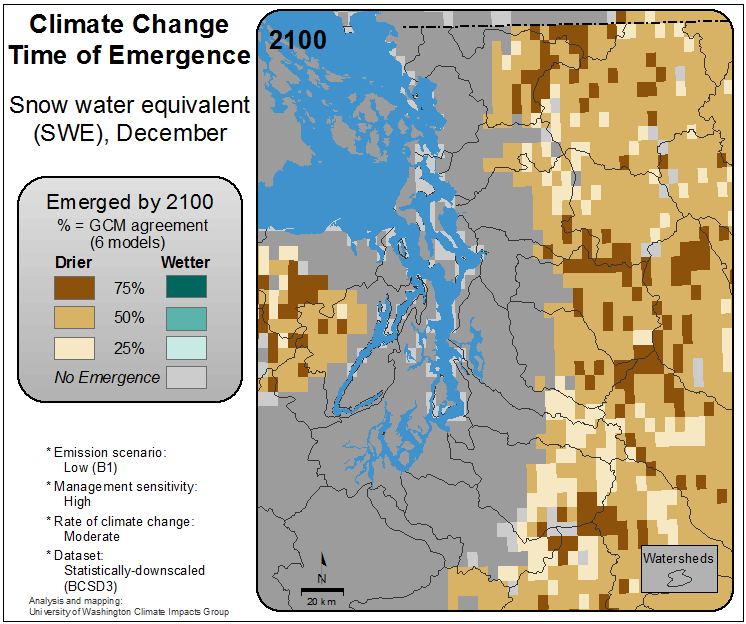 Climate Change
Time of Emergence
Snow water equivalent
(SWE), December
Emerged by 2100
% = GCM agreement
(6 models)
Drier Wetter
75%
50%
25%
No Emergence
* Emission scenario:
Low (B1)
* Management sensitivity:
High
* Rate of climate change:
Moderate
* Dataset:
Statistically-downscaled
(BCSD3)
Analysis and mapping:
University of Washington Climate Impacts Group
2100
N
20 km
Watersheds